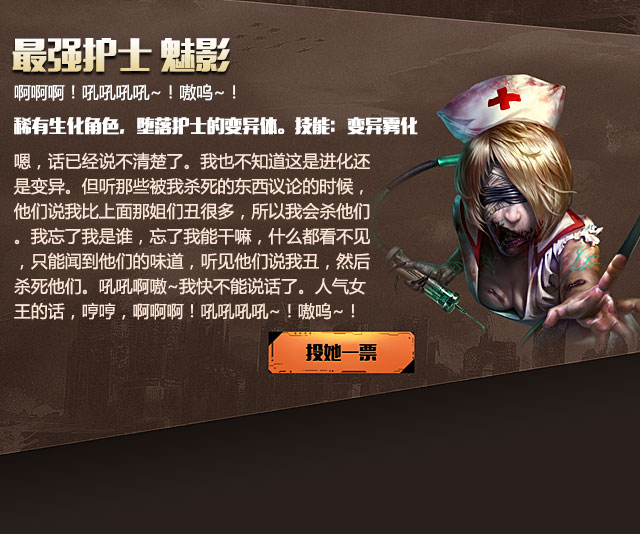 最强护士 魅影
啊啊啊！吼吼吼吼~！嗷呜~！
稀有生化角色，堕落护士的变异体。技能：变异雾化
嗯，话已经说不清楚了。我也不知道这是进化还
是变异。但听那些被我杀死的东西议论的时候，
他们说我比上面那姐们丑很多，所以我会杀他们
。我忘了我是谁，忘了我能干嘛，什么都看不见
，只能闻到他们的味道，听见他们说我丑，然后
杀死他们。吼吼啊嗷~我快不能说话了。人气女
王的话，哼哼，啊啊啊！吼吼吼吼~！嗷呜~！
投她一票